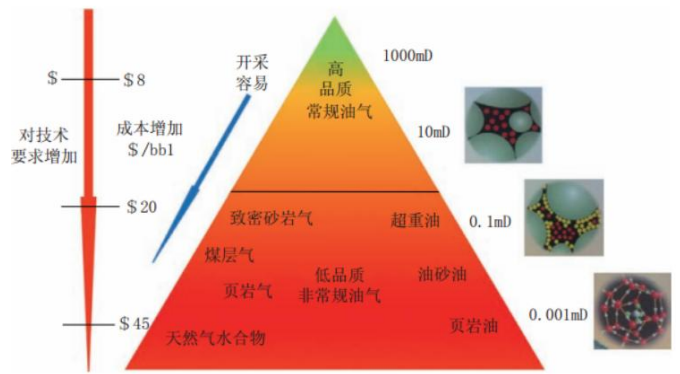 $
$8
对技术
要求增加
成本增加
$/bb1
$20
$45
开采
容易
高
品质
常规油气
1000mD
10mD
致密砂岩气
超重油
0.1mD
煤层气
页岩气
低品质
非常规油气
油砂油
0.001mD
天然气水合物
页岩油